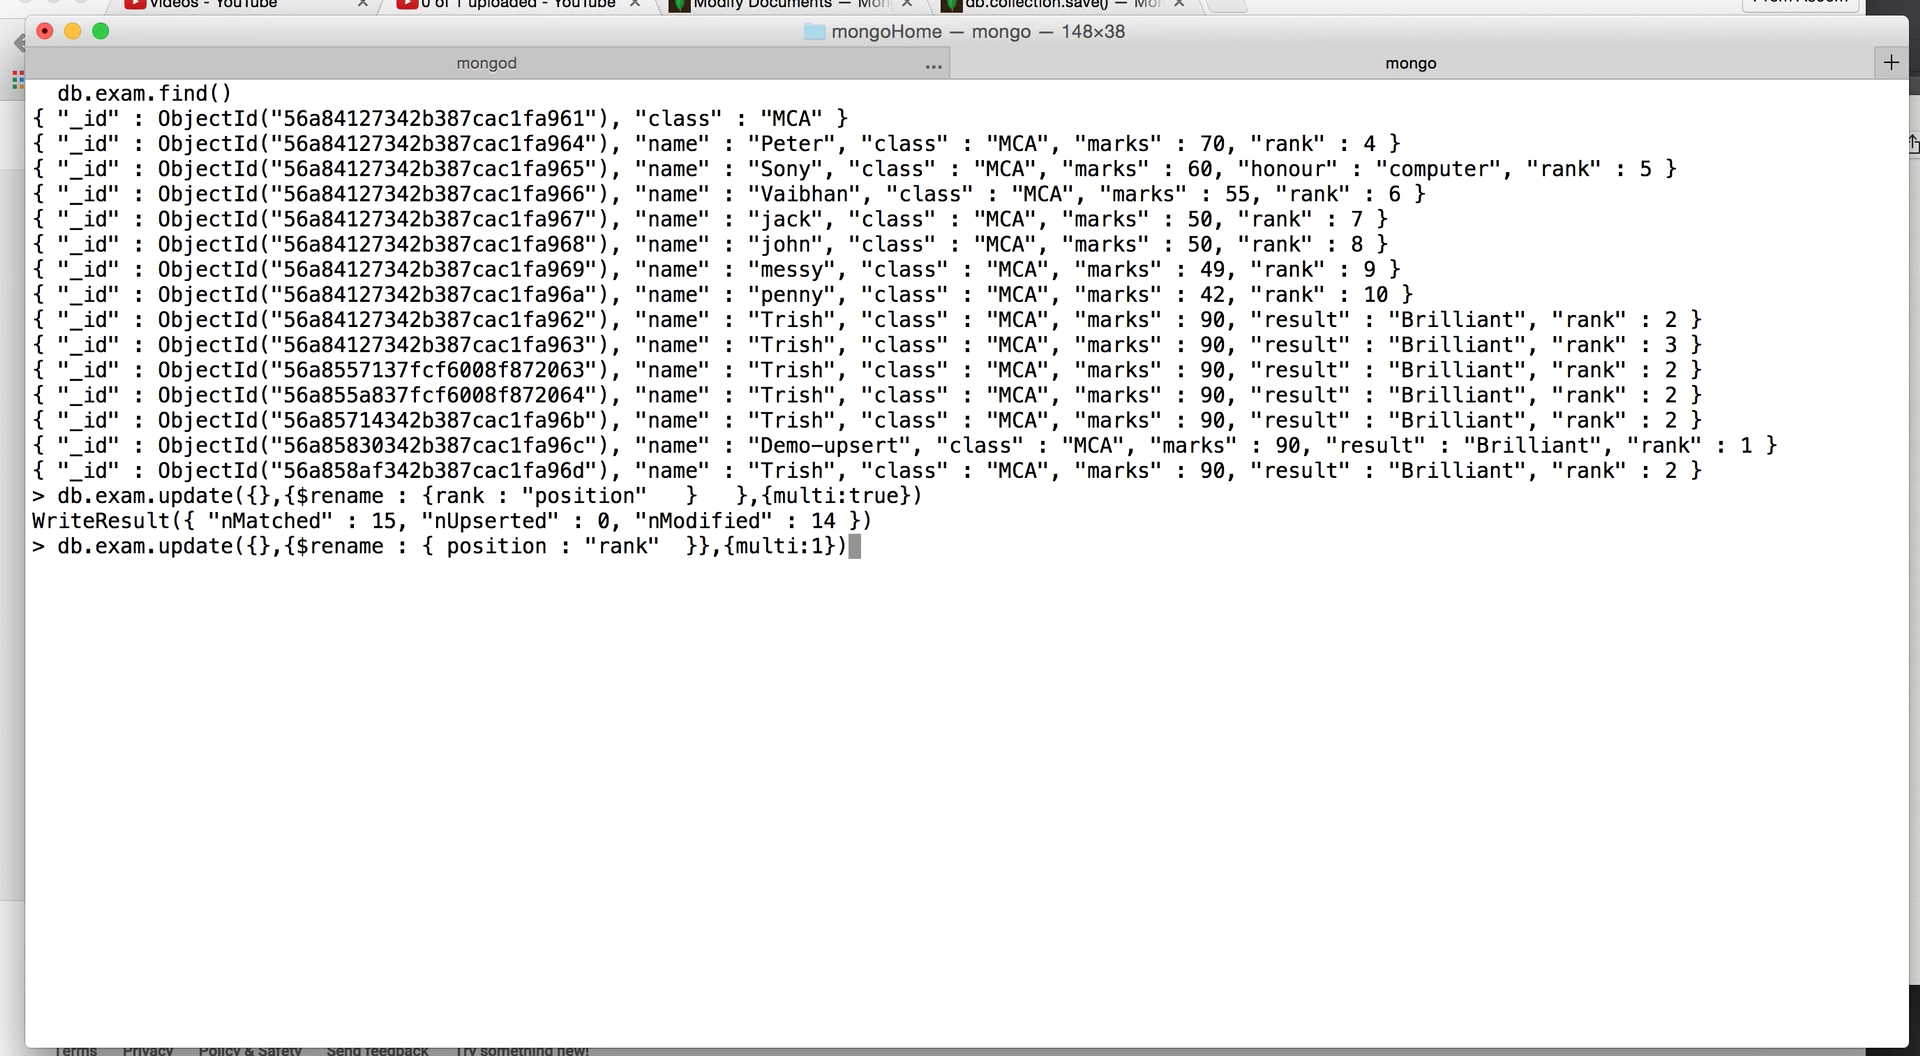 Videos - YouTube
0 of 1 uploaded - YouTube
Modify Documents — Mon
db.collection.save() — Mon
mongoHome — mongo — 148×38
mongod
...
mongo
+
db.exam.find()
{ "_id" : ObjectId("56a84127342b387cac1fa961"), "class" : "MCA" }
{ "_id" : ObjectId("56a84127342b387cac1fa964"), "name" : "Peter", "class" : "MCA", "marks" : 70, "rank" : 4 }
{ "_id" : ObjectId("56a84127342b387cac1fa965"), "name" : "Sony", "class" : "MCA", "marks" : 60, "honour" : "computer", "rank" : 5 }
{ "_id" : ObjectId("56a84127342b387cac1fa966"), "name" : "Vaibhan", "class" : "MCA", "marks" : 55, "rank" : 6 }
{ "_id" : ObjectId("56a84127342b387cac1fa967"), "name" : "jack", "class" : "MCA", "marks" : 50, "rank" : 7 }
{ "_id" : ObjectId("56a84127342b387cac1fa968"), "name" : "john", "class" : "MCA", "marks" : 50, "rank" : 8 }
{ "_id" : ObjectId("56a84127342b387cac1fa969"), "name" : "messy", "class" : "MCA", "marks" : 49, "rank" : 9 }
{ "_id" : ObjectId("56a84127342b387cac1fa96a"), "name" : "penny", "class" : "MCA", "marks" : 42, "rank" : 10 }
{ "_id" : ObjectId("56a84127342b387cac1fa962"), "name" : "Trish", "class" : "MCA", "marks" : 90, "result" : "Brilliant", "rank" : 2 }
{ "_id" : ObjectId("56a84127342b387cac1fa963"), "name" : "Trish", "class" : "MCA", "marks" : 90, "result" : "Brilliant", "rank" : 3 }
{ "_id" : ObjectId("56a8557137fcf6008f872063"), "name" : "Trish", "class" : "MCA", "marks" : 90, "result" : "Brilliant", "rank" : 2 }
{ "_id" : ObjectId("56a855a837fcf6008f872064"), "name" : "Trish", "class" : "MCA", "marks" : 90, "result" : "Brilliant", "rank" : 2 }
{ "_id" : ObjectId("56a85714342b387cac1fa96b"), "name" : "Trish", "class" : "MCA", "marks" : 90, "result" : "Brilliant", "rank" : 2 }
{ "_id" : ObjectId("56a85830342b387cac1fa96c"), "name" : "Demo-upsert", "class" : "MCA", "marks" : 90, "result" : "Brilliant", "rank" : 1 }
{ "_id" : ObjectId("56a858af342b387cac1fa96d"), "name" : "Trish", "class" : "MCA", "marks" : 90, "result" : "Brilliant", "rank" : 2 }
> db.exam.update({},{$rename : {rank : "position"   }   },{multi:true})
WriteResult({ "nMatched" : 15, "nUpserted" : 0, "nModified" : 14 })
> db.exam.update({},{$rename : { position : "rank"  }},{multi:1})
Terms Privacy Policy & Safety Send feedback Try something new!